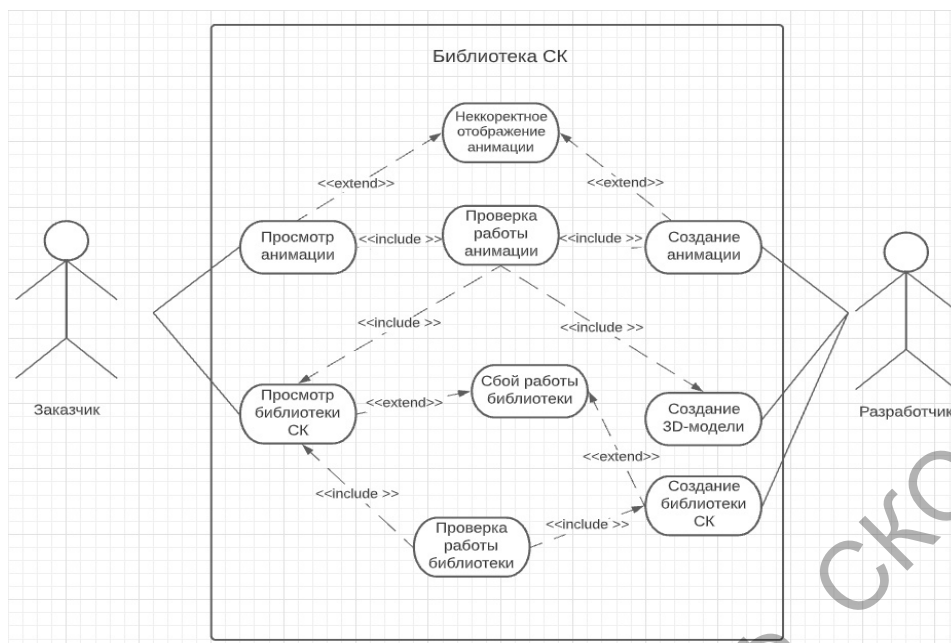 Библиотека СК
Неккоректное
отображение
анимации
<<extend>>
<<extend>>
Просмотр
анимации
<<include >>
Проверка
работы
анимации
<<include >>
Создание
анимации
<<include >>
<<include >>
Заказчик
Разработчик
Просмотр
библиотеки
СК
<<extend>>
Сбой работы
библиотеки
Создание
3D-модели
<<extend>>
<<include >>
Проверка
работы
библиотеки
<<include >>
Создание
библиотеки
СК